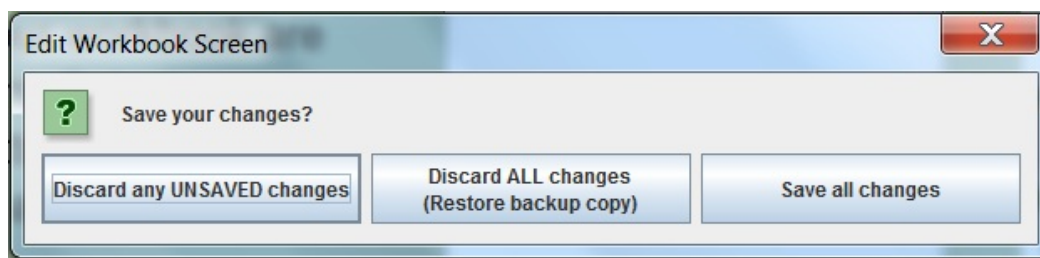 Edit Workbook Screen
Save your changes?
Discard any UNSAVED changes
Discard ALL changes
(Restore backup copy)
Save all changes